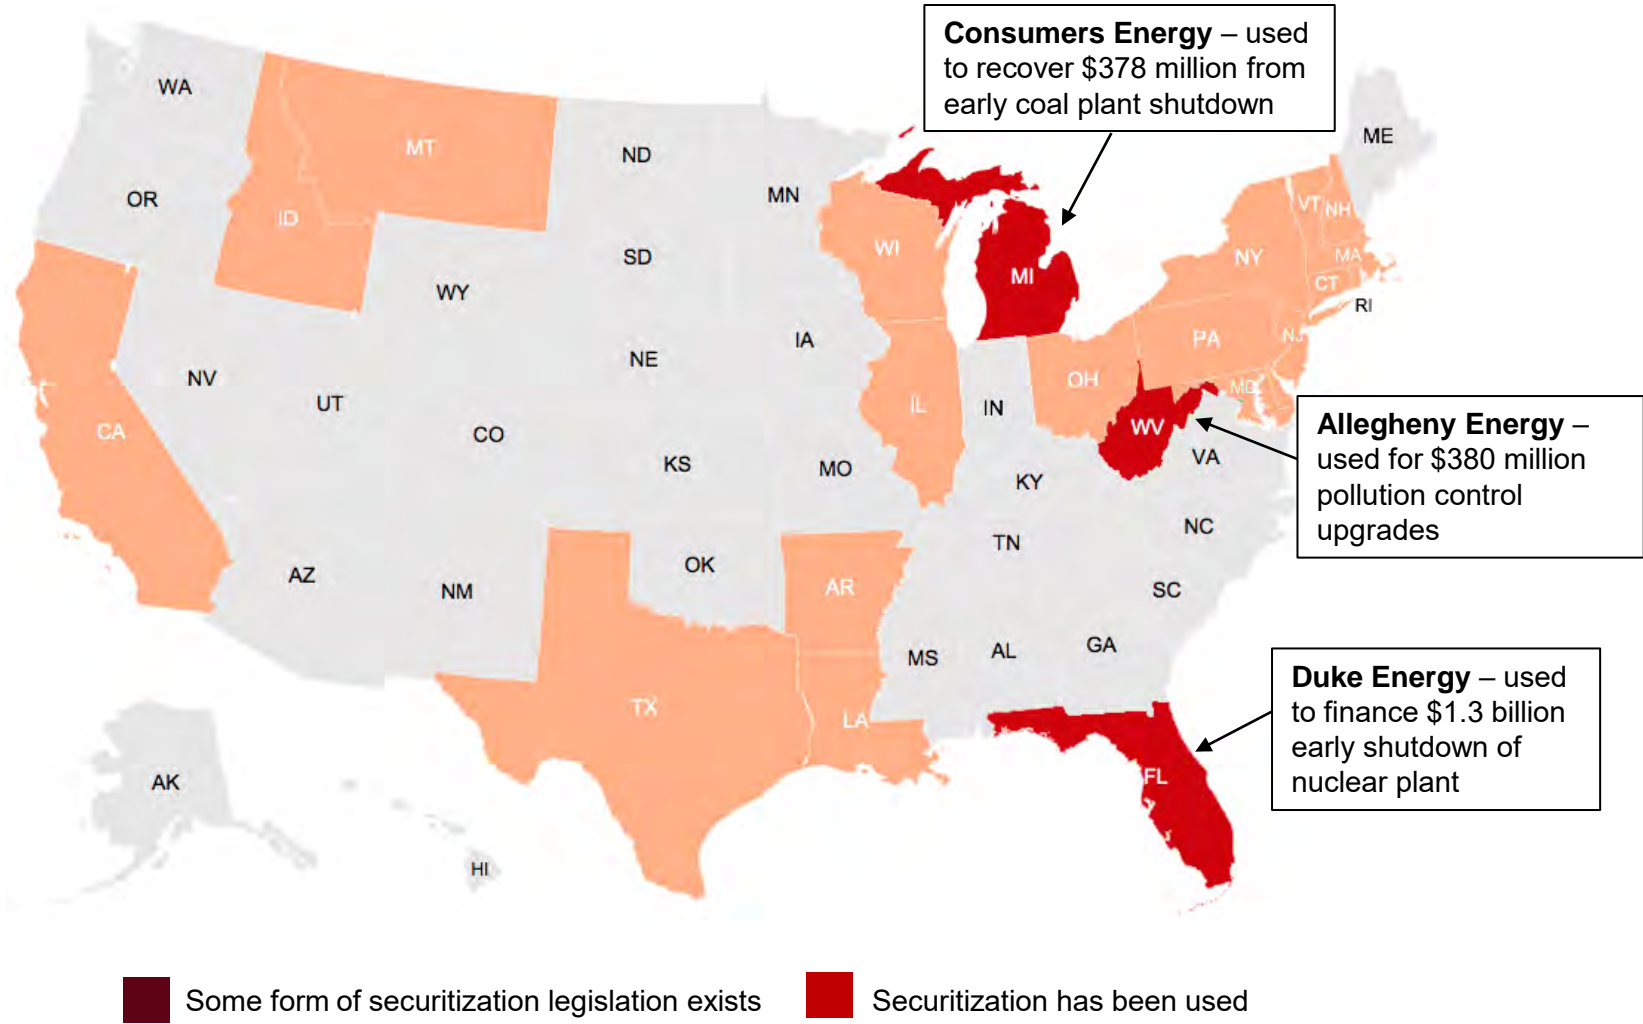 Consumers Energy – used
to recover $378 million from
early coal plant shutdown
WA
ME
MT
ND
OR
MN
VT
NH
ID
WI
NY
MA
SD
MI
CT
WY
RI
IA
PA
NJ
NE
NV
OH
MD
UT
IL
IN
CA
CO
WV
Allegheny Energy –
used for $380 million
pollution control
upgrades
KS
MO
VA
KY
NC
TN
OK
AZ
AR
NM
SC
GA
AL
MS
Duke Energy – used
to finance $1.3 billion
early shutdown of
nuclear plant
TX
LA
FL
AK
HI
Some form of securitization legislation exists
Securitization has been used